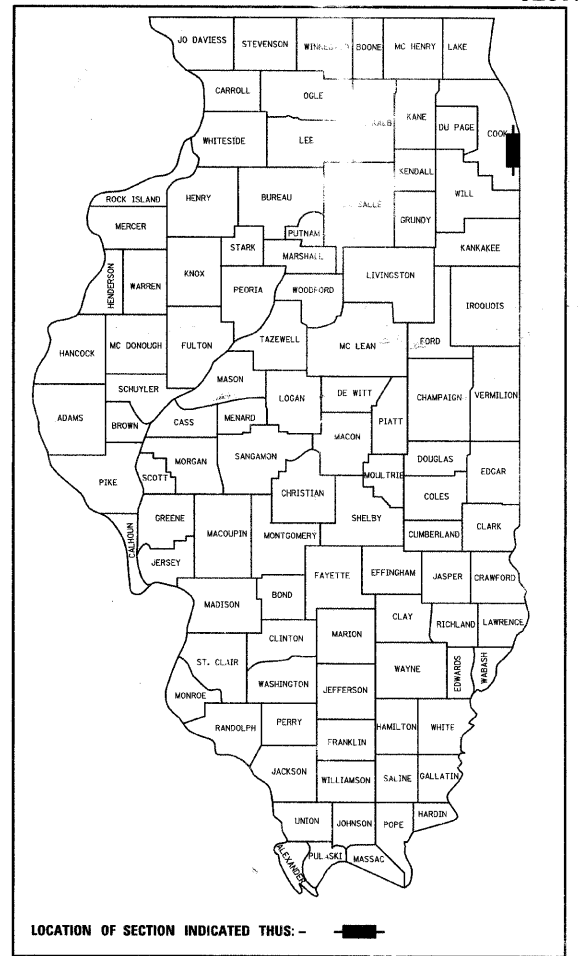 JO DAVIESS STEVENSON BOONE MC HENRY LAKE
CARROLL OGLE KANE DU PAGE COOK
WHITESIDE LEE
KENDALL WILL
ROCK ISLAND HENRY BUREAU GRUNDY
MERCER PUTNAM KANKAKEE
STARK MARSHALL LIVINGSTON
HENDERSON WARREN KNOX PEORIA WOODFORD IROQUOIS
HANCOCK MC DONOUGH FULTON TAZEWELL MC LEAN FORD
MASON VERMILION
SCHUYLER LOGAN DE WITT CHAMPAIGN
ADAMS BROWN CASS MENARD MACON PIATT
SANGAMON DOUGLAS
PIKE SCOTT MORGAN MOULTRIE EDGAR
CHRISTIAN COLES
GREENE MACOUPIN SHELBY
CALHOUN MONTGOMERY CUMBERLAND CLARK
JERSEY FAYETTE EFFINGHAM JASPER CRAWFORD
MADISON BOND
CLAY RICHLAND LAWRENCE
CLINTON MARION
ST. CLAIR WAYNE EDWARDS WABASH
WASHINGTON JEFFERSON
MONROE
RANDOLPH PERRY HAMILTON WHITE
FRANKLIN
JACKSON WILLIAMSON SALINE GALLATIN
UNION JOHNSON POPE HARDIN
ALEXANDER PULASKI MASSAC
LOCATION OF SECTION INDICATED THUS: -